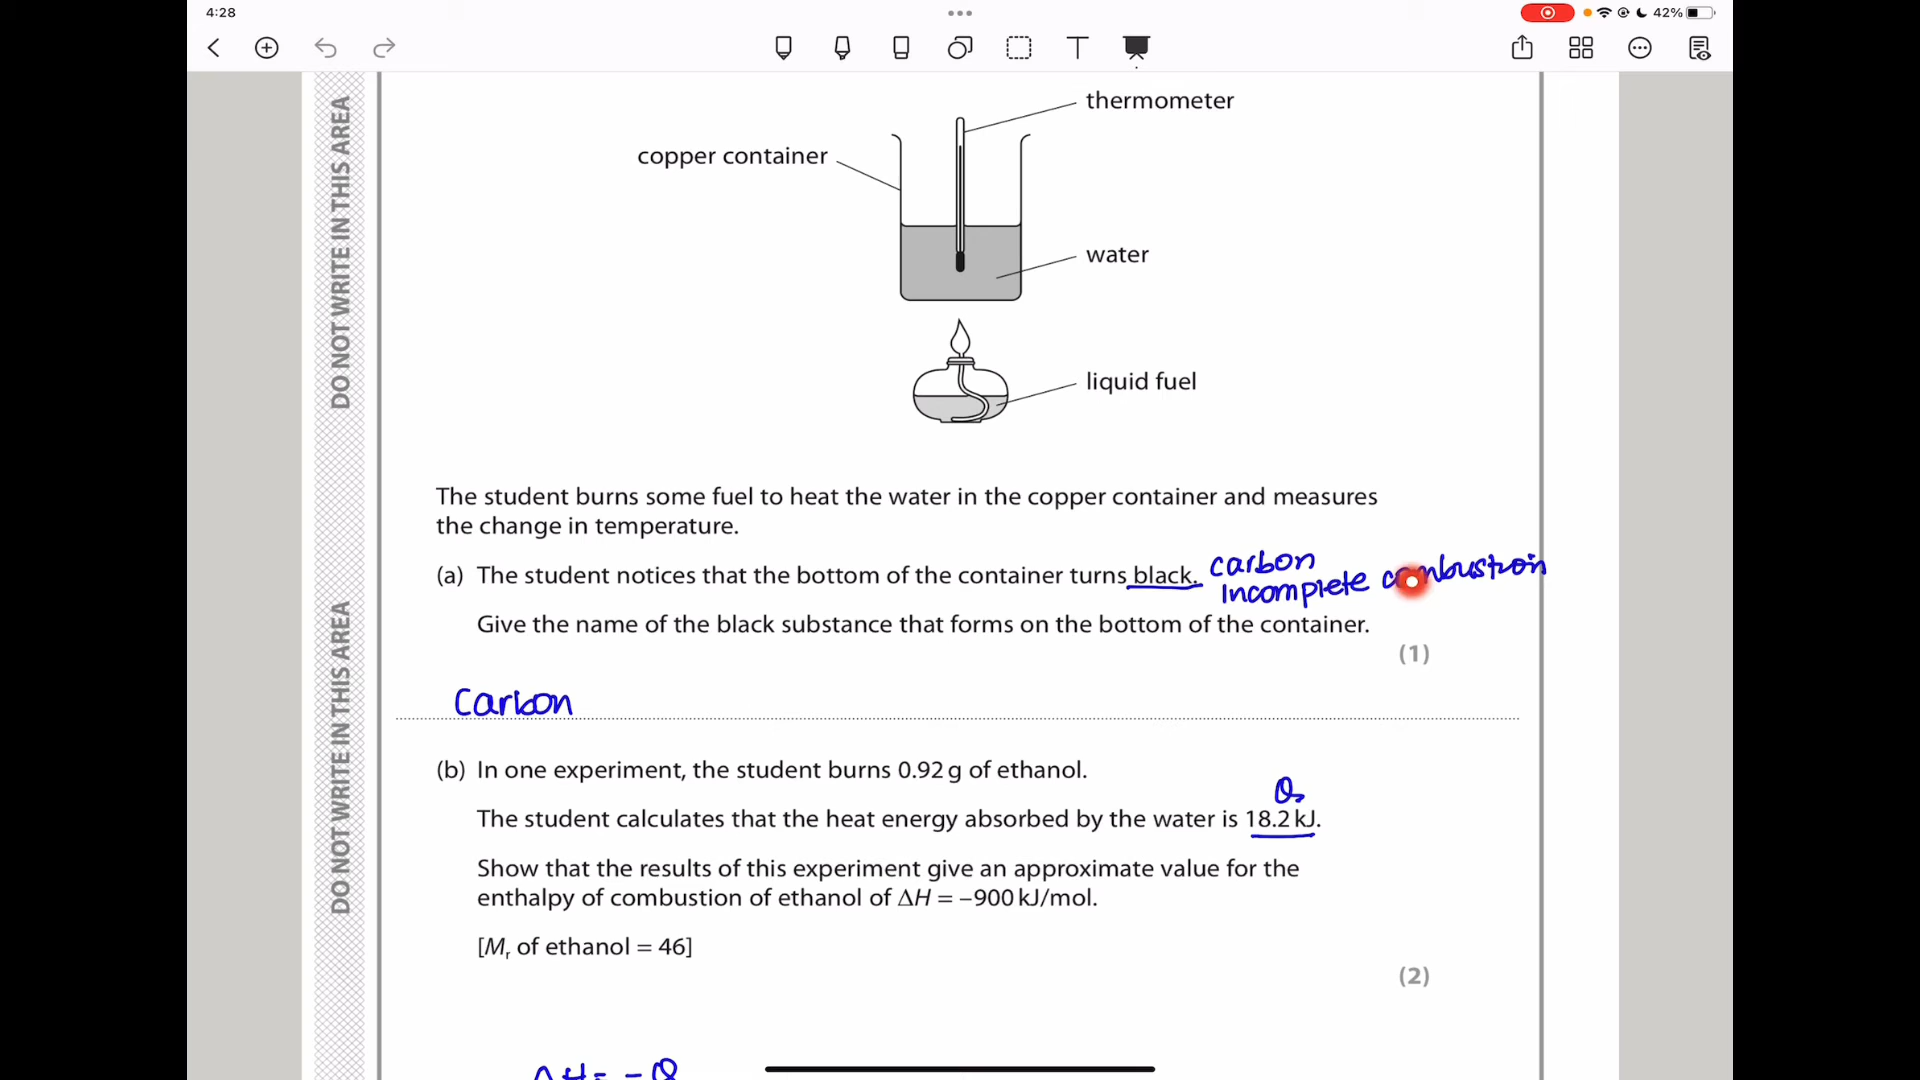 4:28
42%
thermometer
copper container
water
liquid fuel
DO NOT WRITE IN THIS AREA
DO NOT WRITE IN THIS AREA
The student burns some fuel to heat the water in the copper container and measures
the change in temperature.
(a) The student notices that the bottom of the container turns black.
carbon
incomplete combustion
Give the name of the black substance that forms on the bottom of the container.
(1)
Carbon
(b) In one experiment, the student burns 0.92 g of ethanol.
Q
The student calculates that the heat energy absorbed by the water is 18.2 kJ.
Show that the results of this experiment give an approximate value for the
enthalpy of combustion of ethanol of ΔH = –900 kJ/mol.
[Mr of ethanol = 46]
(2)
ΔH = -Q